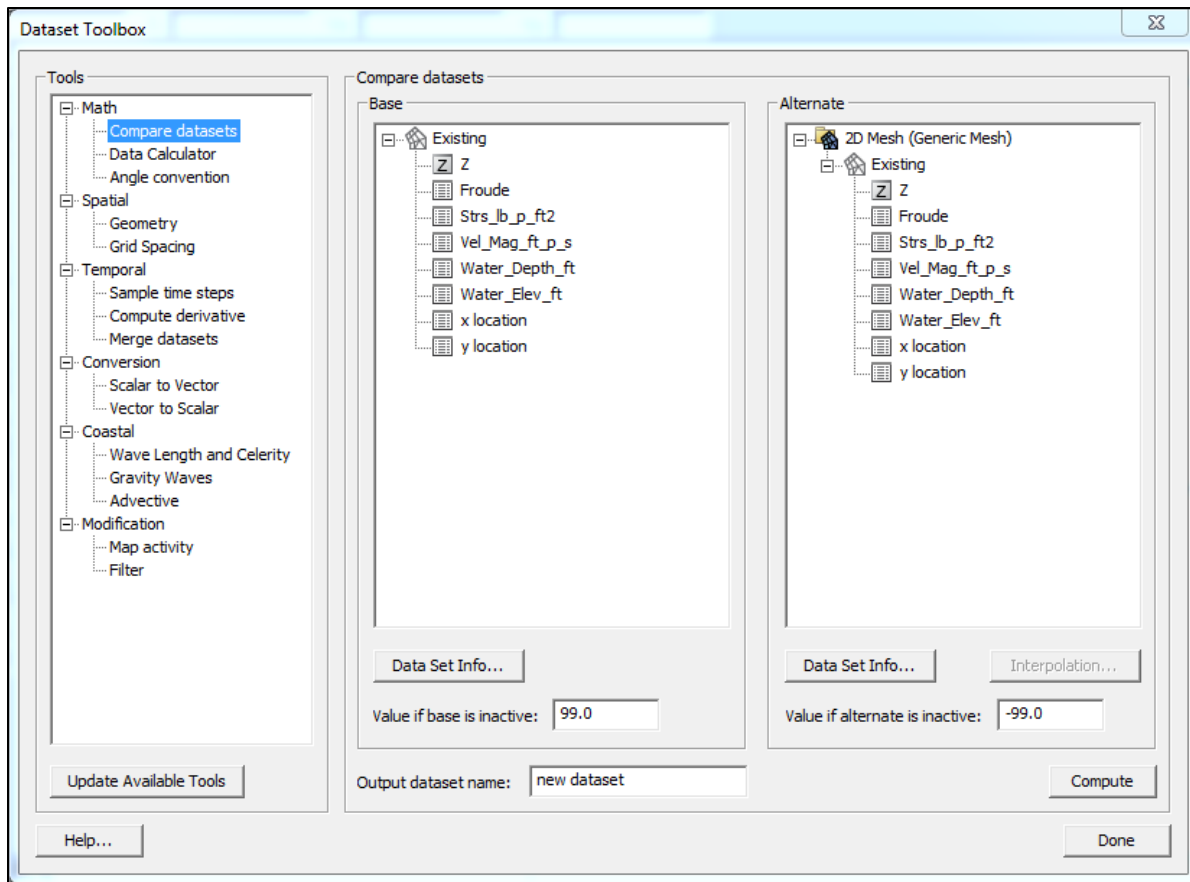 Dataset Toolbox
Tools
Math
Compare datasets
Data Calculator
Angle convention
Spatial
Geometry
Grid Spacing
Temporal
Sample time steps
Compute derivative
Merge datasets
Conversion
Scalar to Vector
Vector to Scalar
Coastal
Wave Length and Celerity
Gravity Waves
Advective
Modification
Map activity
Filter
Update Available Tools
Compare datasets
Base
Existing
Z Z
Froude
Strs_lb_p_ft2
Vel_Mag_ft_p_s
Water_Depth_ft
Water_Elev_ft
x location
y location
Data Set Info...
Value if base is inactive: 99.0
Alternate
2D Mesh (Generic Mesh)
Existing
Z Z
Froude
Strs_lb_p_ft2
Vel_Mag_ft_p_s
Water_Depth_ft
Water_Elev_ft
x location
y location
Data Set Info... Interpolation...
Value if alternate is inactive: -99.0
Output dataset name: new dataset
Compute
Help...
Done